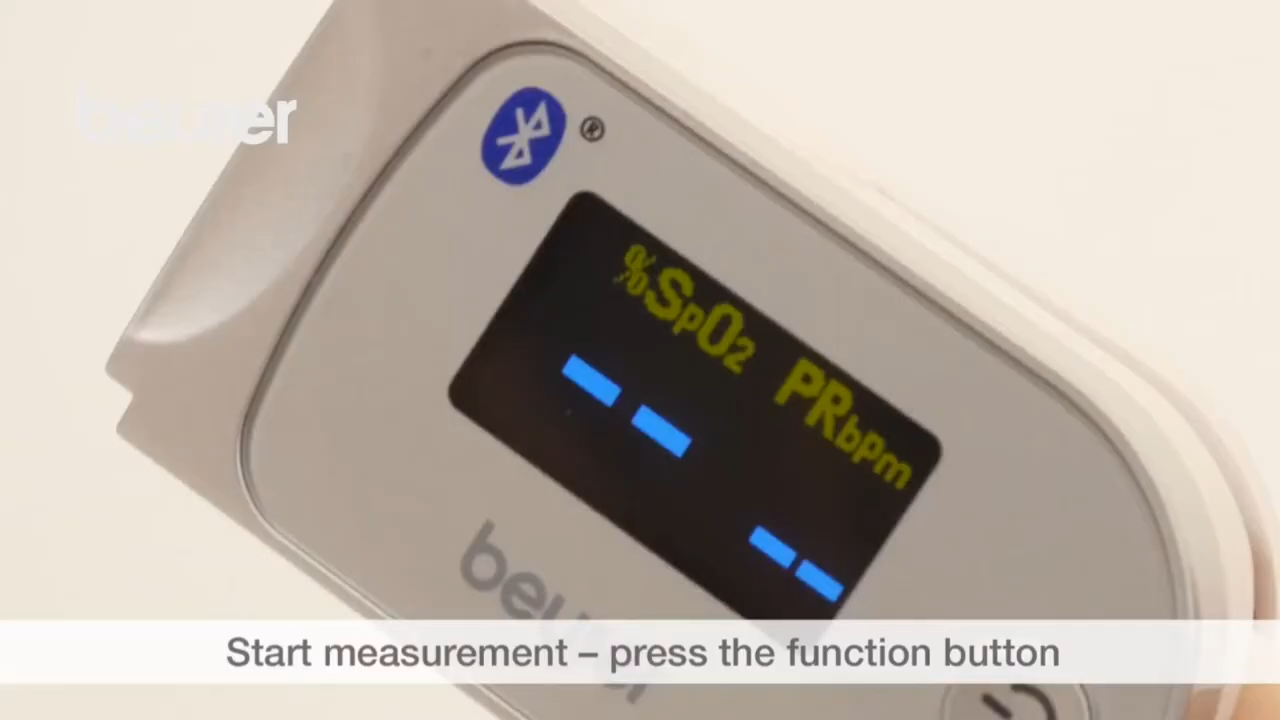 beurer
®
%SpO2 PRbpm
-- --
beurer
Start measurement – press the function button